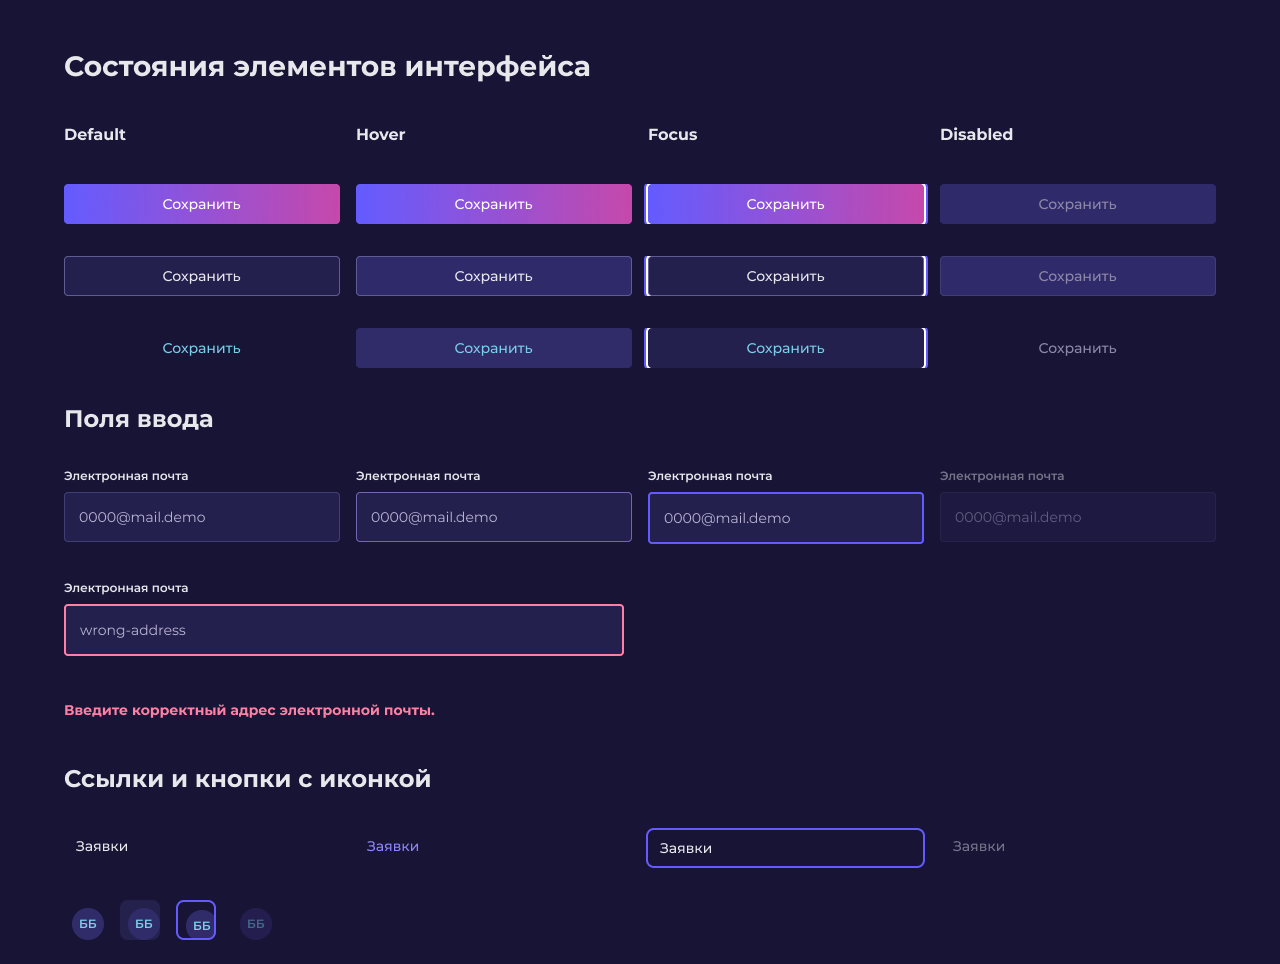 Состояния элементов интерфейса
Default Hover Focus Disabled
Сохранить Сохранить Сохранить Сохранить
Сохранить Сохранить Сохранить Сохранить
Сохранить Сохранить Сохранить Сохранить
Поля ввода
Электронная почта Электронная почта Электронная почта Электронная почта
0000@mail.demo 0000@mail.demo 0000@mail.demo 0000@mail.demo
Электронная почта
wrong-address
Введите корректный адрес электронной почты.
Ссылки и кнопки с иконкой
Заявки Заявки Заявки Заявки
ББ ББ ББ ББ